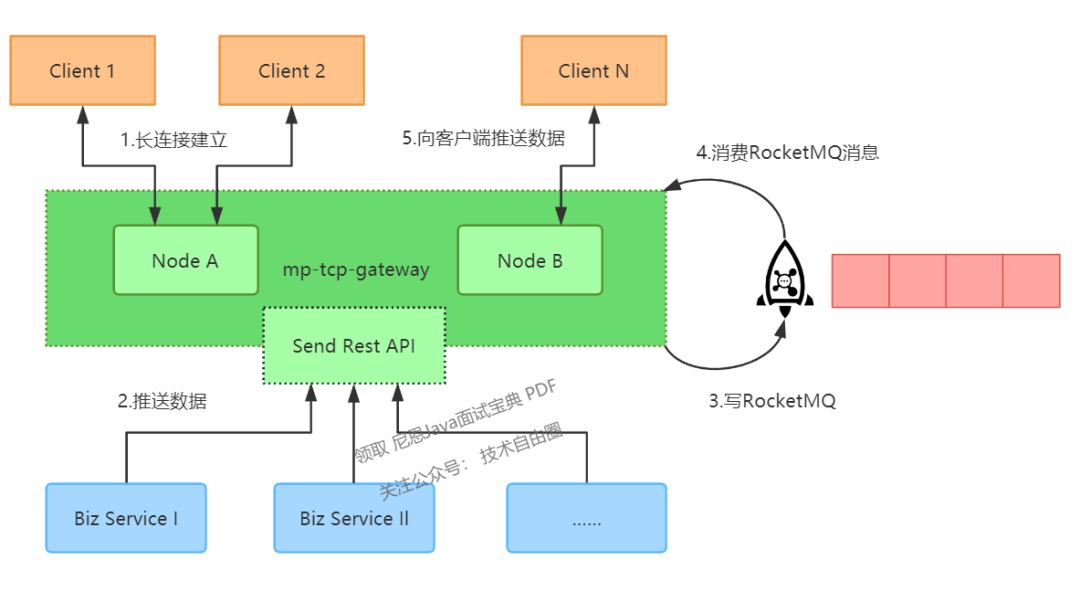 Client 1
Client 2
Client N
1.长连接建立
5.向客户端推送数据
4.消费RocketMQ消息
Node A
mp-tcp-gateway
Node B
Send Rest API
2.推送数据
3.写RocketMQ
领取 尼恩Java面试宝典 PDF
关注公众号： 技术自由圈
Biz Service I
Biz Service II
……